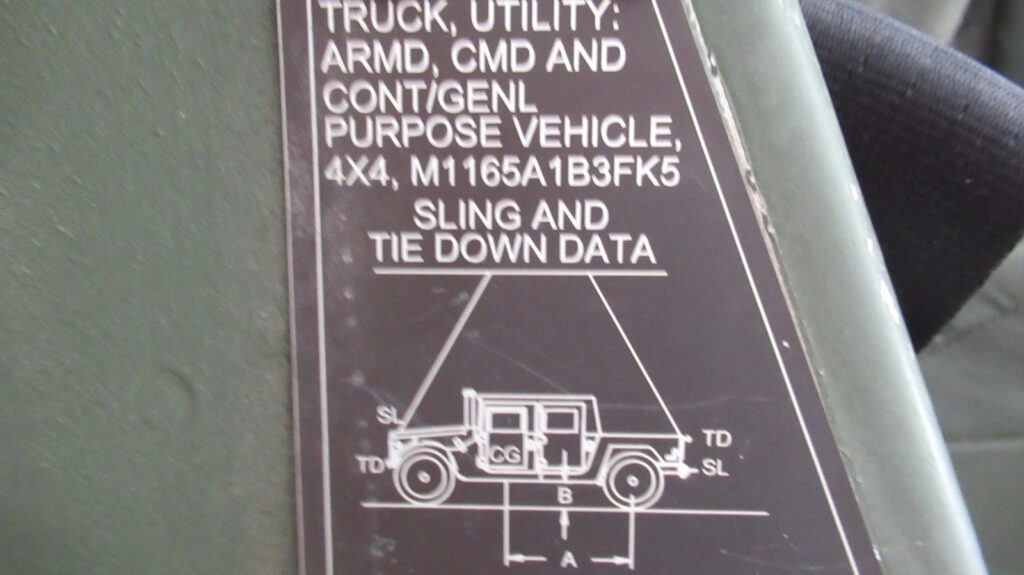 TRUCK, UTILITY:
ARMD, CMD AND
CONT/GENL
PURPOSE VEHICLE,
4X4, M1165A1B3FK5
SLING AND
TIE DOWN DATA
SL
TD
CG
TD
SL
B
A